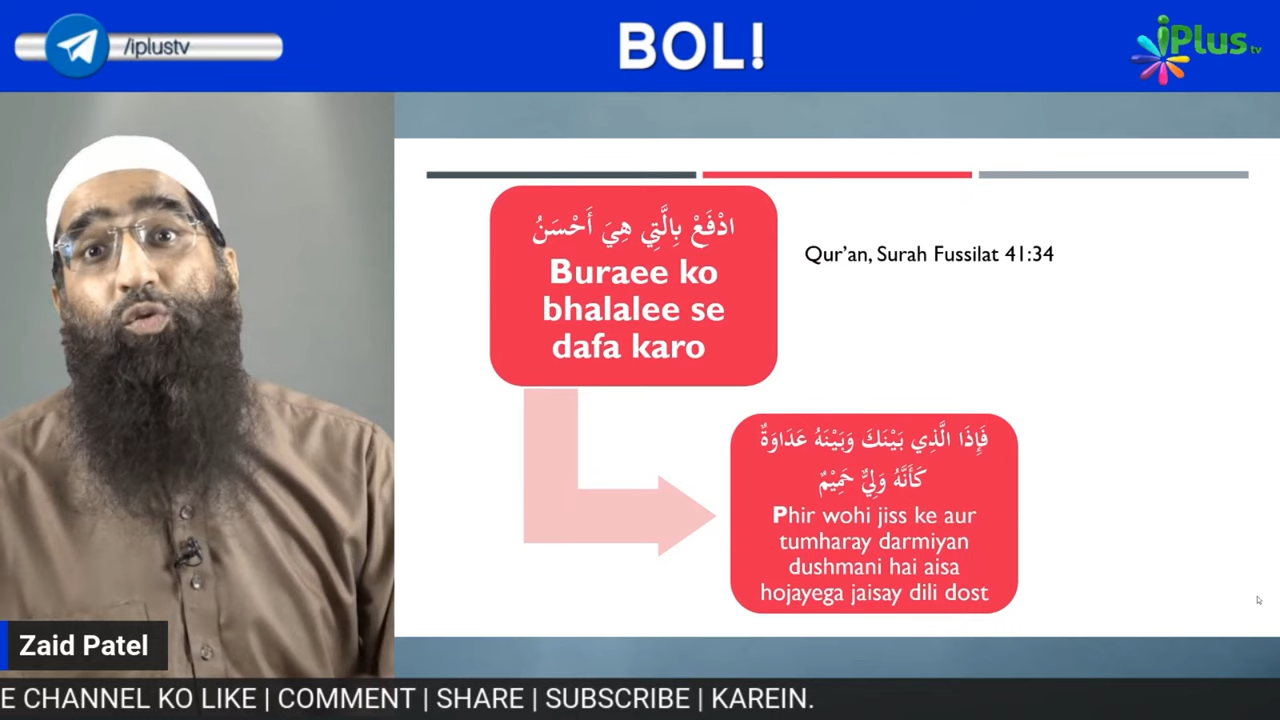 /iplustv
BOL!
iPlus tv
ادْفَعْ بِالَّتِي هِيَ أَحْسَنُ
Buraee ko
bhalalee se
dafa karo
Qur’an, Surah Fussilat 41:34
فَإِذَا الَّذِي بَيْنَكَ وَبَيْنَهُ عَدَاوَةٌ
كَأَنَّهُ وَلِيٌّ حَمِيْمٌ
Phir wohi jiss ke aur
tumharay darmiyan
dushmani hai aisa
hojayega jaisay dili dost
Zaid Patel
E CHANNEL KO LIKE | COMMENT | SHARE | SUBSCRIBE | KAREIN.